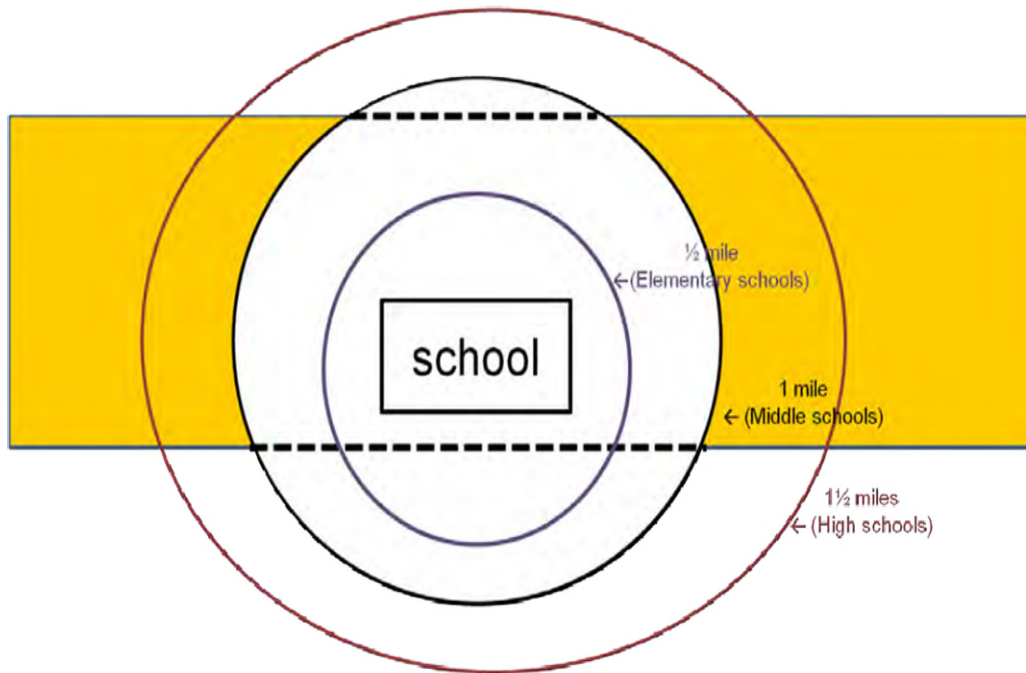 ½ mile
←(Elementary schools)
school
1 mile
← (Middle schools)
1½ miles
← (High schools)